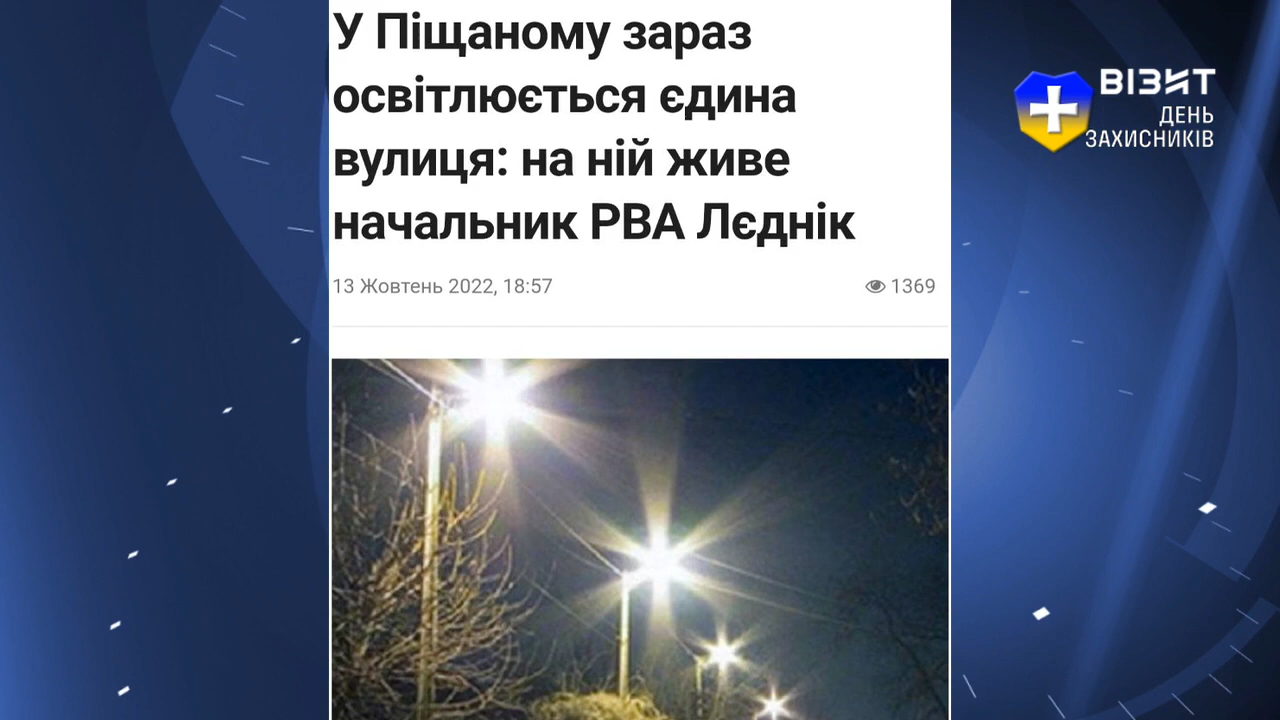 У Піщаному зараз
освітлюється єдина
вулиця: на ній живе
начальник РВА Лєднік
13 Жовтень 2022, 18:57
1369
ВІЗИТ
ДЕНЬ
ЗАХИСНИКІВ